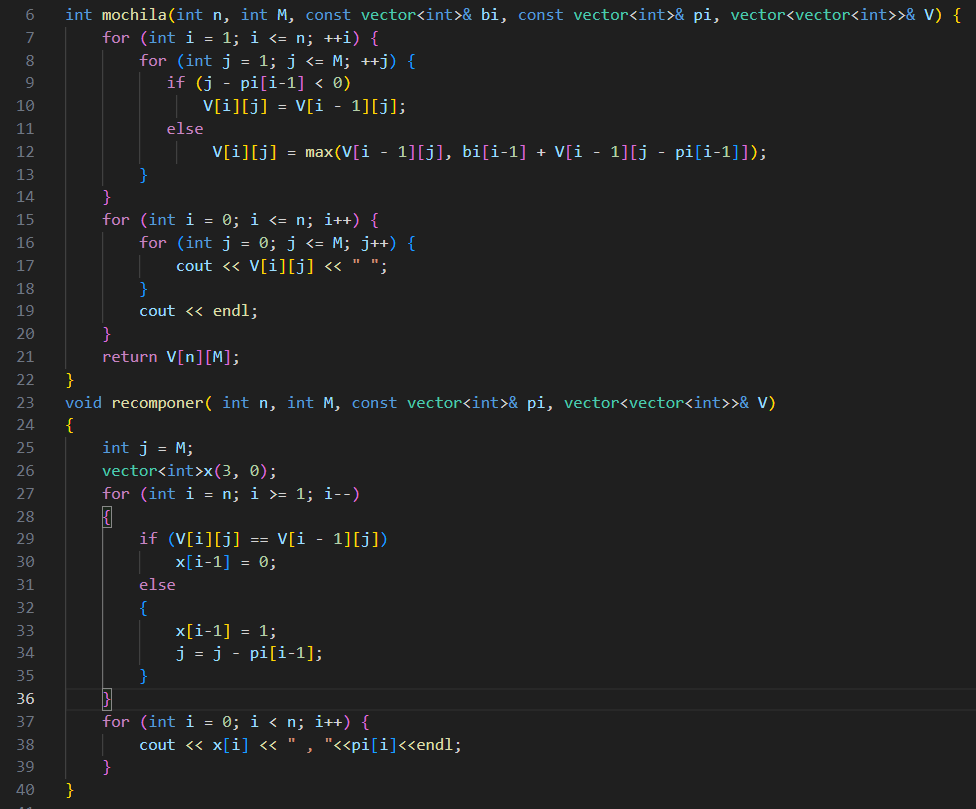 6 int mochila(int n, int M, const vector<int>& bi, const vector<int>& pi, vector<vector<int>>& V) {
7 for (int i = 1; i <= n; ++i) {
8 for (int j = 1; j <= M; ++j) {
9 if (j - pi[i-1] < 0)
10 V[i][j] = V[i - 1][j];
11 else
12 V[i][j] = max(V[i - 1][j], bi[i-1] + V[i - 1][j - pi[i-1]]);
13 }
14 }
15 for (int i = 0; i <= n; i++) {
16 for (int j = 0; j <= M; j++) {
17 cout << V[i][j] << " ";
18 }
19 cout << endl;
20 }
21 return V[n][M];
22 }
23 void recomponer( int n, int M, const vector<int>& pi, vector<vector<int>>& V)
24 {
25 int j = M;
26 vector<int>x(3, 0);
27 for (int i = n; i >= 1; i--)
28 {
29 if (V[i][j] == V[i - 1][j])
30 x[i-1] = 0;
31 else
32 {
33 x[i-1] = 1;
34 j = j - pi[i-1];
35 }
36 }
37 for (int i = 0; i < n; i++) {
38 cout << x[i] << " , "<<pi[i]<<endl;
39 }
40 }